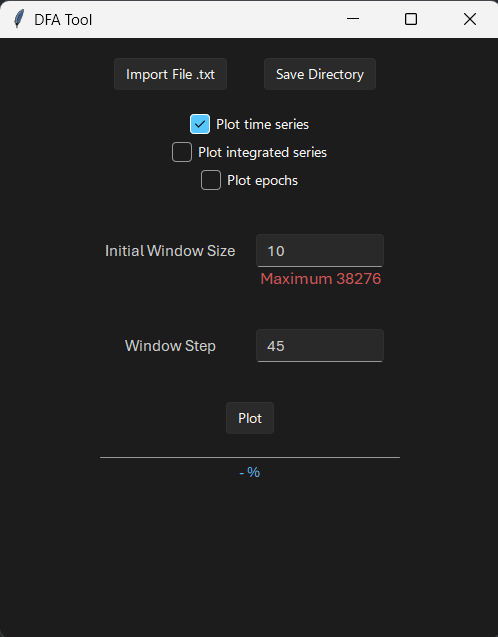 DFA Tool
Import File .txt Save Directory
Plot time series
Plot integrated series
Plot epochs
Initial Window Size 10
Maximum 38276
Window Step 45
Plot
- %